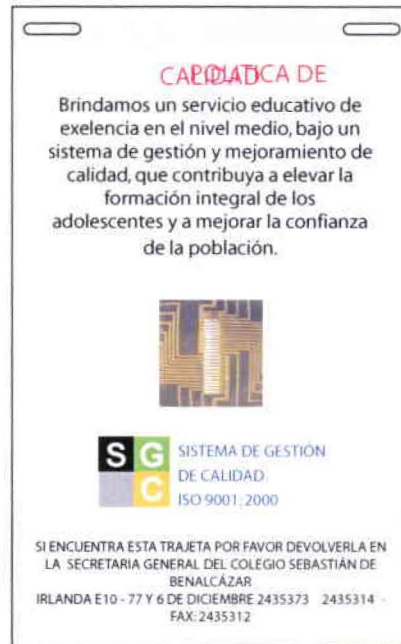 POLITICA DE
CALIDAD
Brindamos un servicio educativo de
exelencia en el nivel medio, bajo un
sistema de gestión y mejoramiento de
calidad, que contribuya a elevar la
formación integral de los
adolescentes y a mejorar la confianza
de la población.
S G
C
SISTEMA DE GESTIÓN
DE CALIDAD
ISO 9001:2000
SI ENCUENTRA ESTA TRAJETA POR FAVOR DEVOLVERLA EN
LA SECRETARIA GENERAL DEL COLEGIO SEBASTIÁN DE
BENALCÁZAR
IRLANDA E10 - 77 Y 6 DE DICIEMBRE 2435373 2435314 -
FAX: 2435312